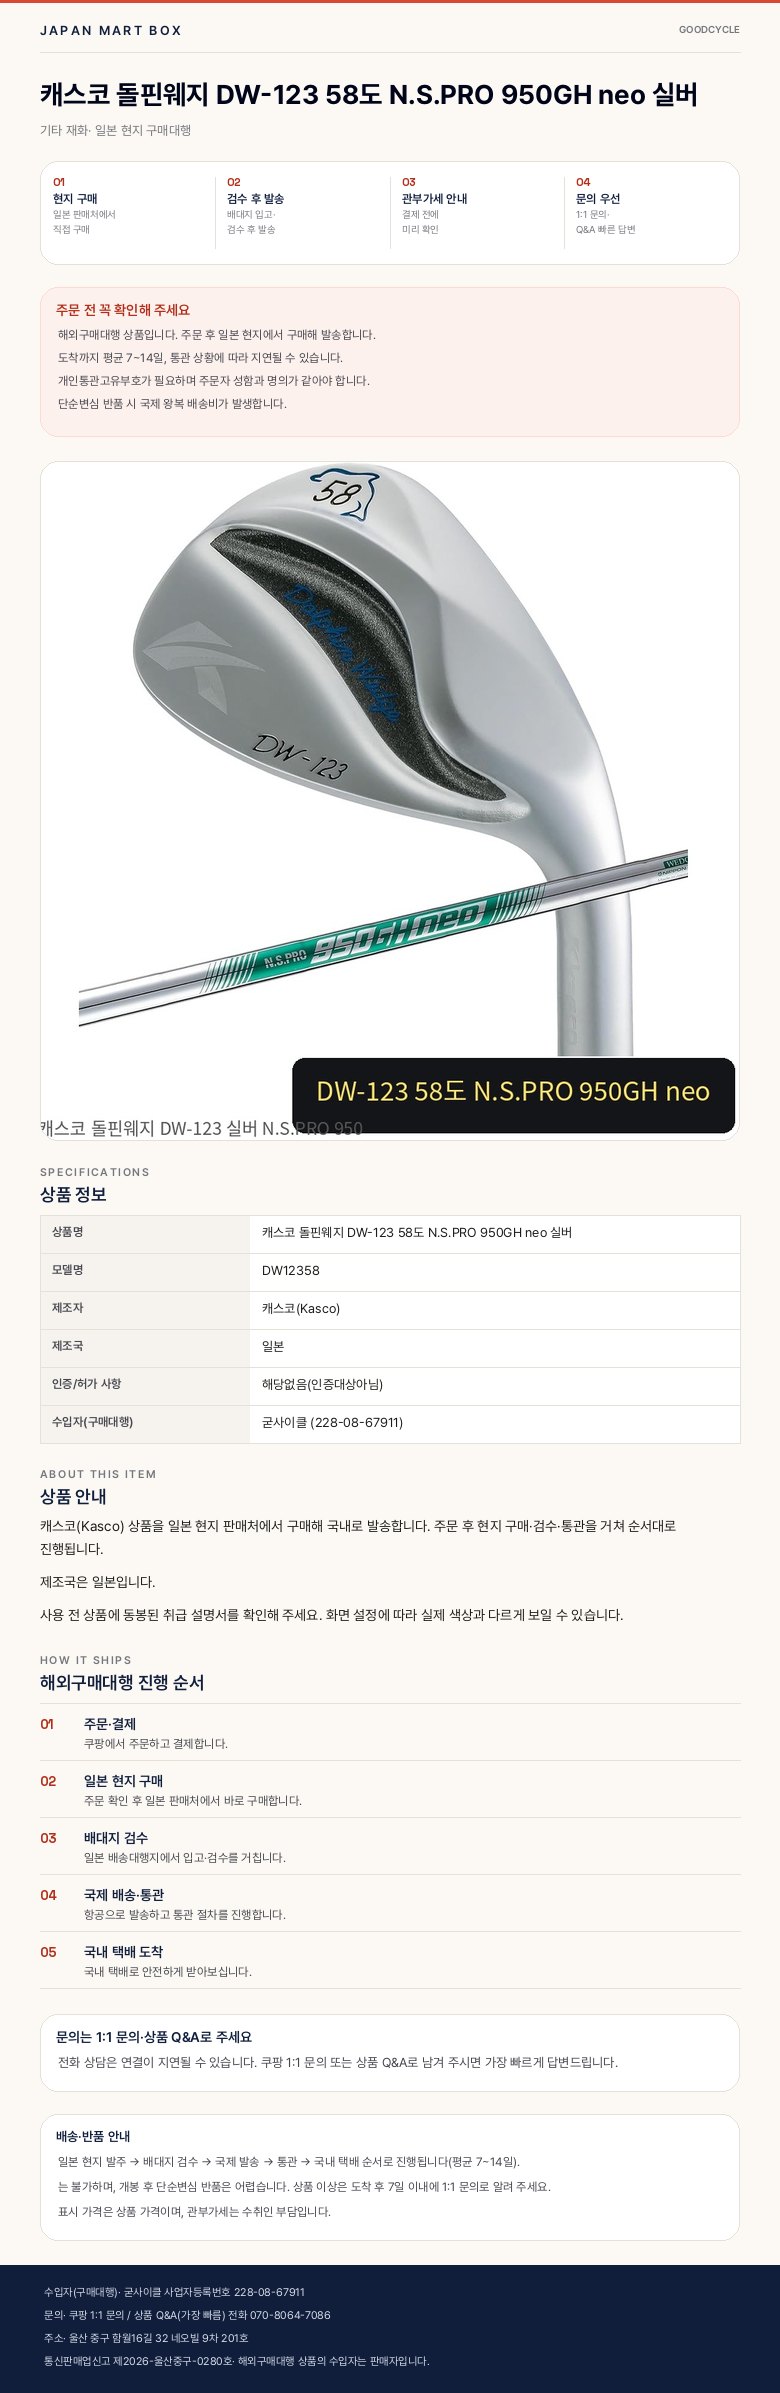 JAPAN MART BOX
GOODCYCLE
캐스코 돌핀웨지 DW-123 58도 N.S.PRO 950GH neo 실버
기타 재화· 일본 현지 구매대행
01
현지 구매
일본 판매처에서
직접 구매
02
검수 후 발송
배대지 입고·
검수 후 발송
03
관부가세 안내
결제 전에
미리 확인
04
문의 우선
1:1 문의·
Q&A 빠른 답변
주문 전 꼭 확인해 주세요
해외구매대행 상품입니다. 주문 후 일본 현지에서 구매해 발송합니다.
도착까지 평균 7~14일, 통관 상황에 따라 지연될 수 있습니다.
개인통관고유부호가 필요하며 주문자 성함과 명의가 같아야 합니다.
단순변심 반품 시 국제 왕복 배송비가 발생합니다.
58
Dolphin Wedge
DW-123
WEDG
N.S.PRO 950GH neo
DW-123 58도 N.S.PRO 950GH neo
캐스코 돌핀웨지 DW-123 실버 N.S.PRO 950
SPECIFICATIONS
상품 정보
상품명 캐스코 돌핀웨지 DW-123 58도 N.S.PRO 950GH neo 실버
모델명 DW12358
제조자 캐스코(Kasco)
제조국 일본
인증/허가 사항 해당없음(인증대상아님)
수입자(구매대행) 굳사이클 (228-08-67911)
ABOUT THIS ITEM
상품 안내
캐스코(Kasco) 상품을 일본 현지 판매처에서 구매해 국내로 발송합니다. 주문 후 현지 구매·검수·통관을 거쳐 순서대로
진행됩니다.
제조국은 일본입니다.
사용 전 상품에 동봉된 취급 설명서를 확인해 주세요. 화면 설정에 따라 실제 색상과 다르게 보일 수 있습니다.
HOW IT SHIPS
해외구매대행 진행 순서
01 주문·결제
쿠팡에서 주문하고 결제합니다.
02 일본 현지 구매
주문 확인 후 일본 판매처에서 바로 구매합니다.
03 배대지 검수
일본 배송대행지에서 입고·검수를 거칩니다.
04 국제 배송·통관
항공으로 발송하고 통관 절차를 진행합니다.
05 국내 택배 도착
국내 택배로 안전하게 받아보십니다.
문의는 1:1 문의·상품 Q&A로 주세요
전화 상담은 연결이 지연될 수 있습니다. 쿠팡 1:1 문의 또는 상품 Q&A로 남겨 주시면 가장 빠르게 답변드립니다.
배송·반품 안내
일본 현지 발주 → 배대지 검수 → 국제 발송 → 통관 → 국내 택배 순서로 진행됩니다(평균 7~14일).
는 불가하며, 개봉 후 단순변심 반품은 어렵습니다. 상품 이상은 도착 후 7일 이내에 1:1 문의로 알려 주세요.
표시 가격은 상품 가격이며, 관부가세는 수취인 부담입니다.
수입자(구매대행)· 굳사이클 사업자등록번호 228-08-67911
문의· 쿠팡 1:1 문의 / 상품 Q&A(가장 빠름) 전화 070-8064-7086
주소· 울산 중구 함월16길 32 네오빌 9차 201호
통신판매업신고 제2026-울산중구-0280호· 해외구매대행 상품의 수입자는 판매자입니다.